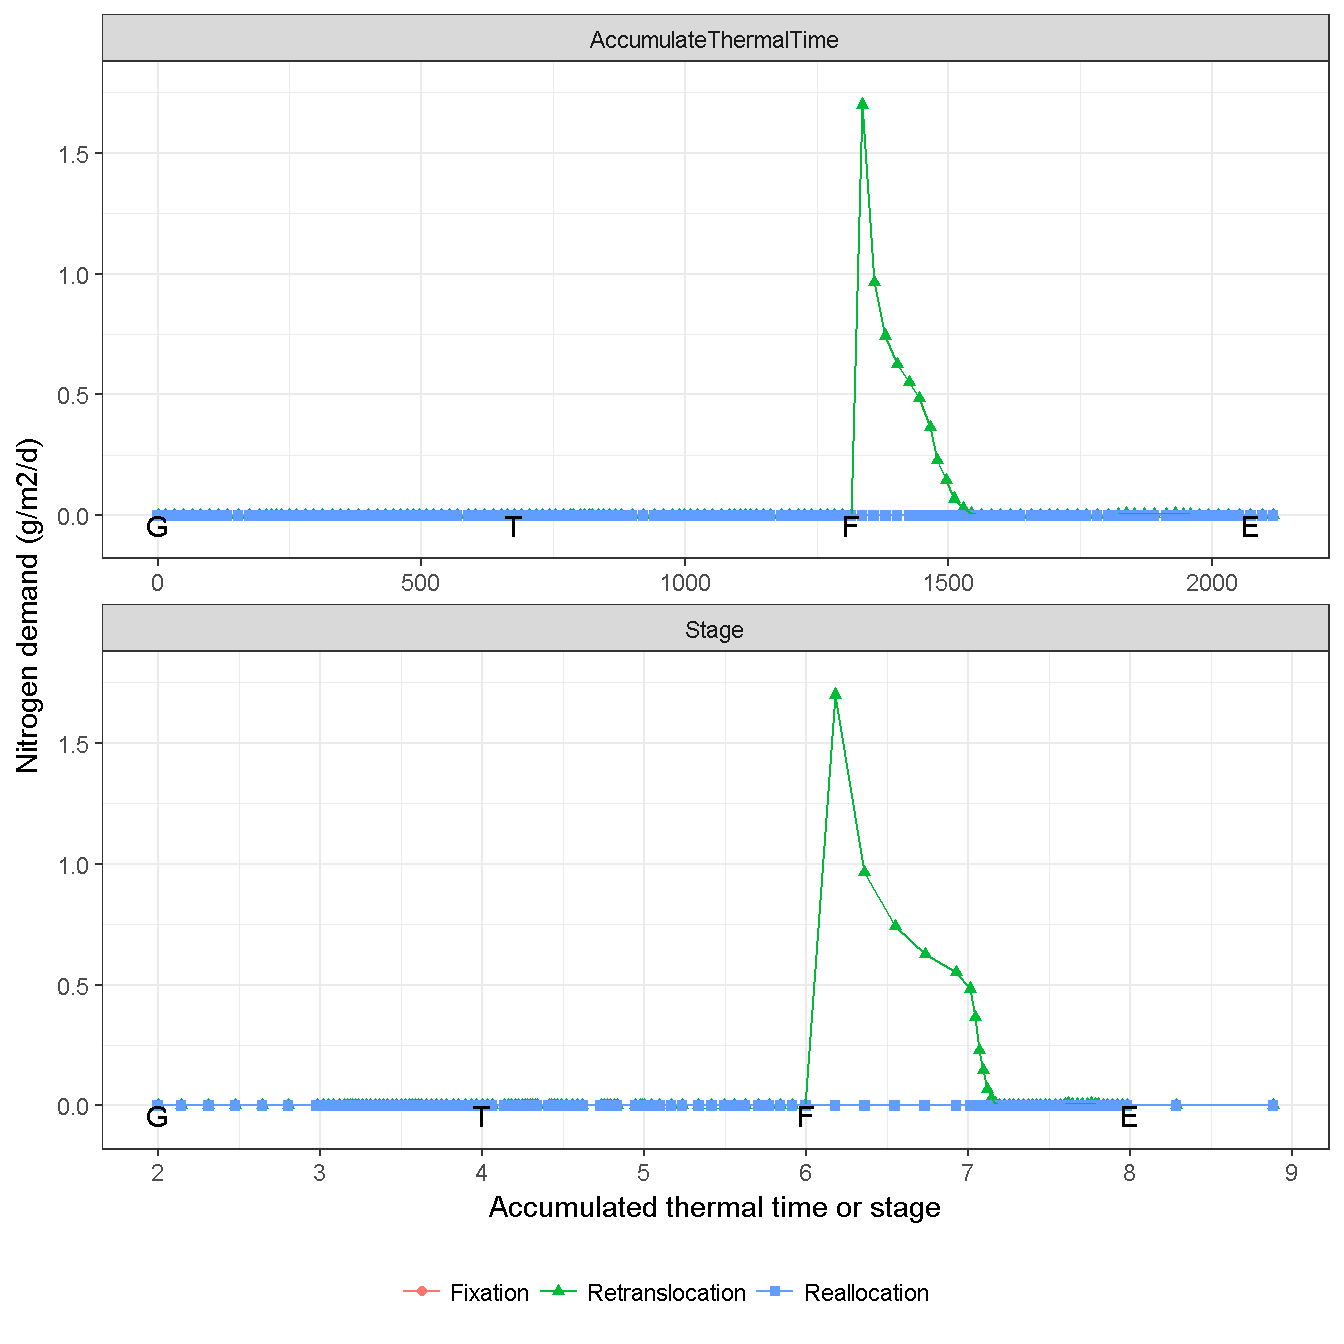 AccumulateThermalTime
Nitrogen demand (g/m2/d)
1.5
1.0
0.5
0.0
G T F E
0 500 1000 1500 2000
Stage
1.5
1.0
0.5
0.0
G T F E
2 3 4 5 6 7 8 9
Accumulated thermal time or stage
Fixation Retranslocation Reallocation